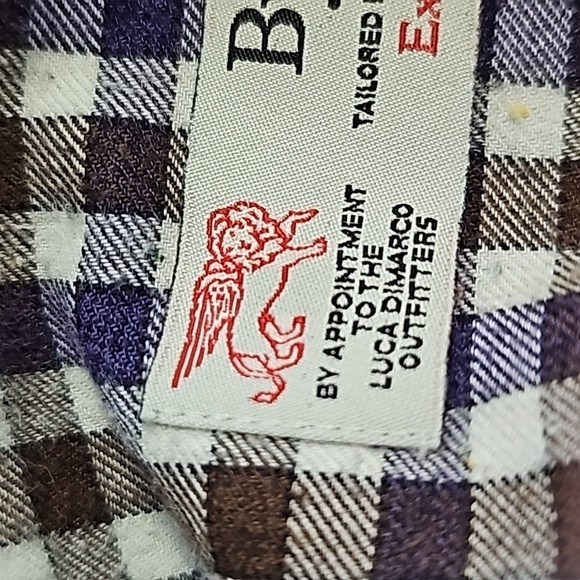 BY APPOINTMENT
TO THE
LUCA DIMARCO
OUTFITTERS
TAILORED